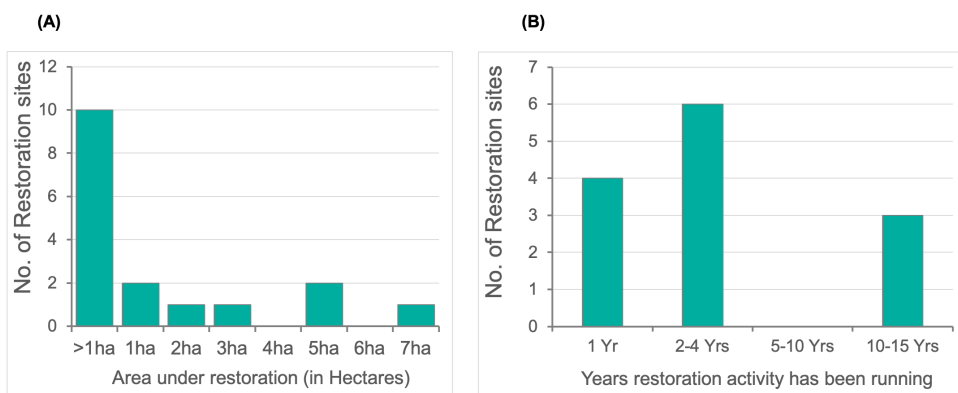 (A)
No. of Restoration sites
12
10
8
6
4
2
0
>1ha 1ha 2ha 3ha 4ha 5ha 6ha 7ha
Area under restoration (in Hectares)
(B)
No. of Restoration sites
7
6
5
4
3
2
1
0
1 Yr 2-4 Yrs 5-10 Yrs 10-15 Yrs
Years restoration activity has been running